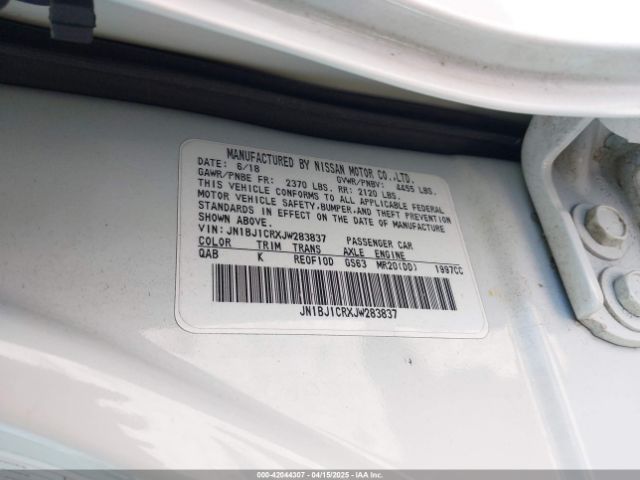 MANUFACTURED BY NISSAN MOTOR CO.,LTD.
DATE: 6/18 GVWR/PNBV: 4455 LBS.
GAWR/PNBE FR: 2370 LBS. RR: 2120 LBS.
THIS VEHICLE CONFORMS TO ALL APPLICABLE FEDERAL
MOTOR VEHICLE SAFETY,BUMPER,AND THEFT PREVENTION
STANDARDS IN EFFECT ON THE DATE OF MANUFACTURE
SHOWN ABOVE.
VIN: JN1BJ1CRXJW283837 PASSENGER CAR
COLOR TRIM TRANS AXLE ENGINE
QAB K RE0F10D GS63 MR20(DD) 1997CC
JN1BJ1CRXJW283837
000-42044307 - 04/15/2025 - IAA Inc.